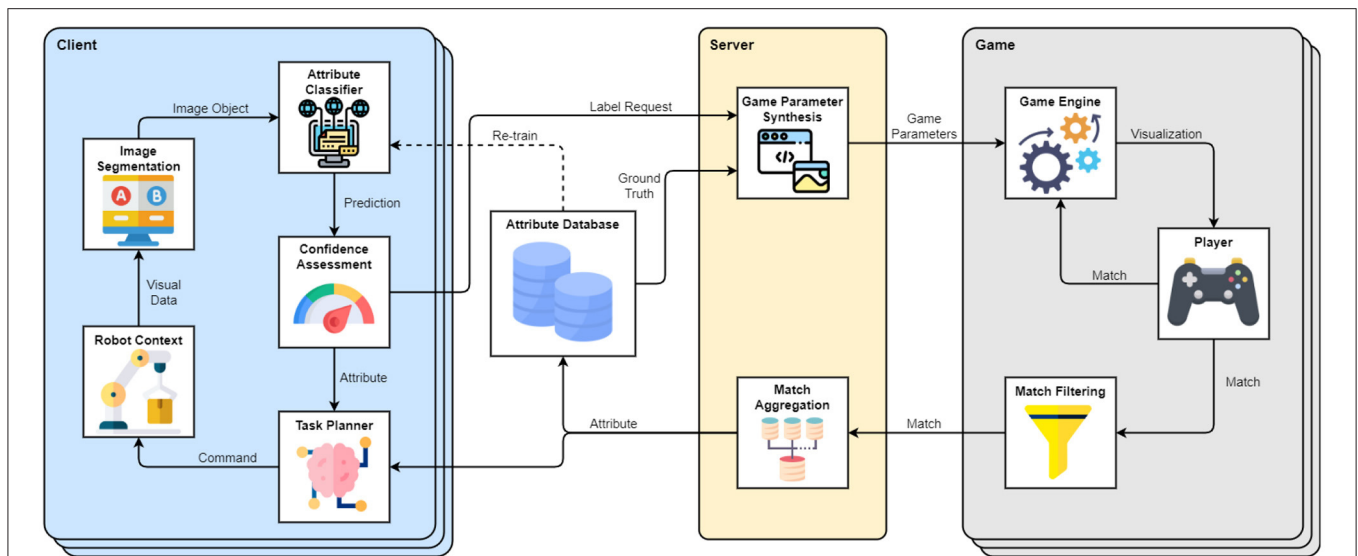 Client
Server
Game
Attribute
Classifier
Image Object
Label Request
Game Parameter
Synthesis
Game
Parameters
Game Engine
Visualization
Re-train
Image
Segmentation
A
B
</>
Prediction
Ground
Truth
Attribute Database
Confidence
Assessment
Player
Match
Visual
Data
Robot Context
Attribute
Match
Match
Aggregation
Match Filtering
Task Planner
Attribute
Match
Command